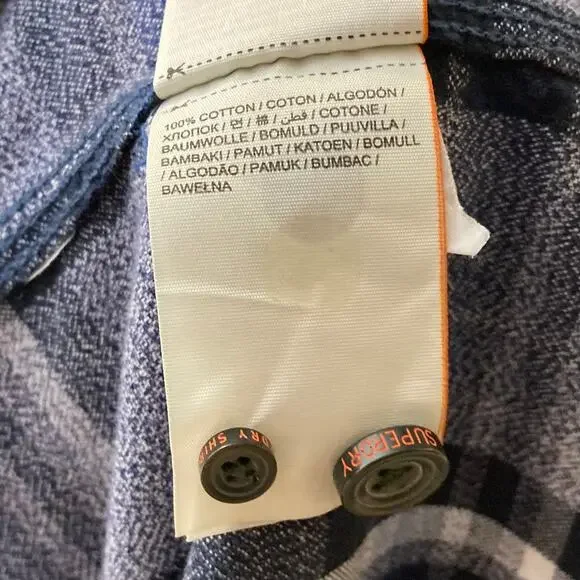 100% COTTON / COTON / ALGODÓN /
ХЛОПОК / 면 / 棉 / قطن / COTONE /
BAUMWOLLE / BOMULD / PUUVILLA /
BAMBAKI / PAMUT / KATOEN / BOMULL
/ ALGODÃO / PAMUK / BUMBAC /
BAWEŁNA
SUPERDRY